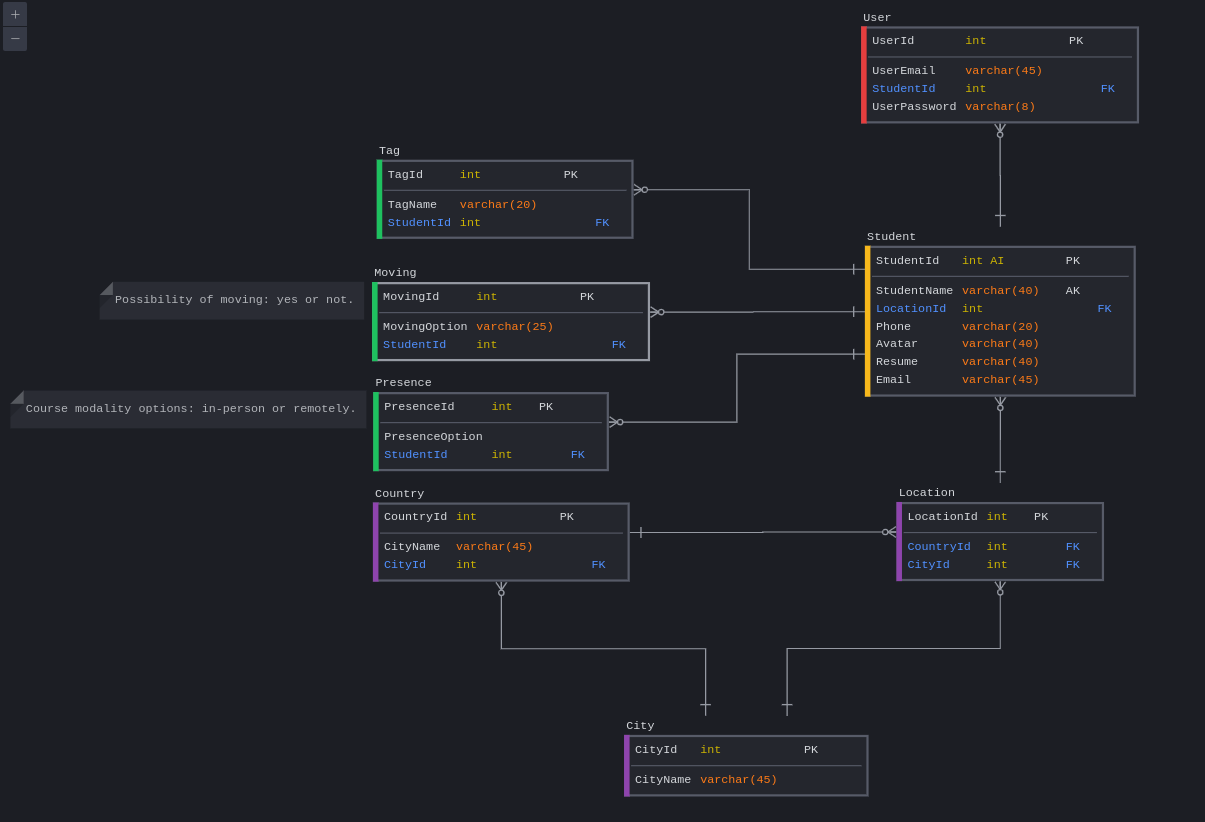 +
−
User
UserId int PK
UserEmail varchar(45)
StudentId int FK
UserPassword varchar(8)
Tag
TagId int PK
TagName varchar(20)
StudentId int FK
Student
StudentId int AI PK
StudentName varchar(40) AK
LocationId int FK
Phone varchar(20)
Avatar varchar(40)
Resume varchar(40)
Email varchar(45)
Moving
MovingId int PK
MovingOption varchar(25)
StudentId int FK
Possibility of moving: yes or not.
Presence
PresenceId int PK
PresenceOption
StudentId int FK
Course modality options: in-person or remotely.
Country
CountryId int PK
CityName varchar(45)
CityId int FK
Location
LocationId int PK
CountryId int FK
CityId int FK
City
CityId int PK
CityName varchar(45)